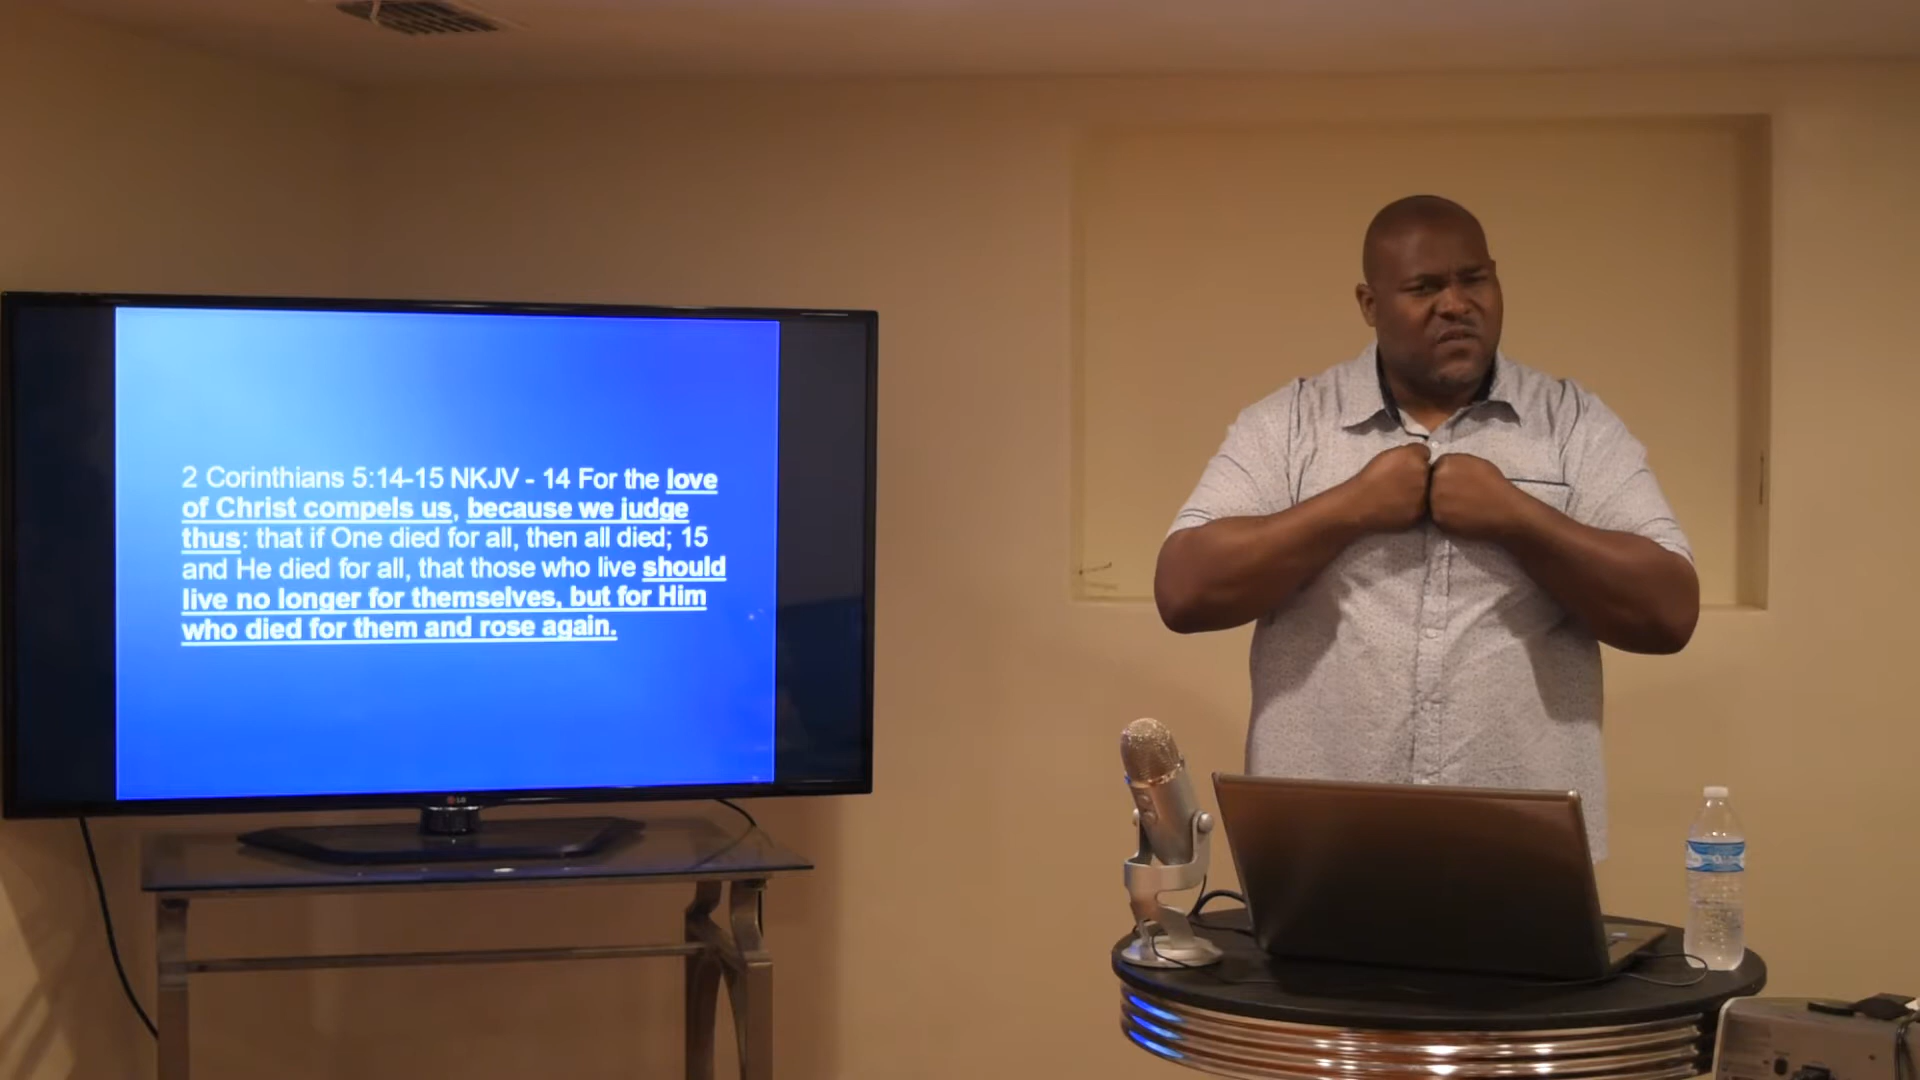 2 Corinthians 5:14-15 NKJV - 14 For the love
of Christ compels us, because we judge
thus: that if One died for all, then all died; 15
and He died for all, that those who live should
live no longer for themselves, but for Him
who died for them and rose again.
LG